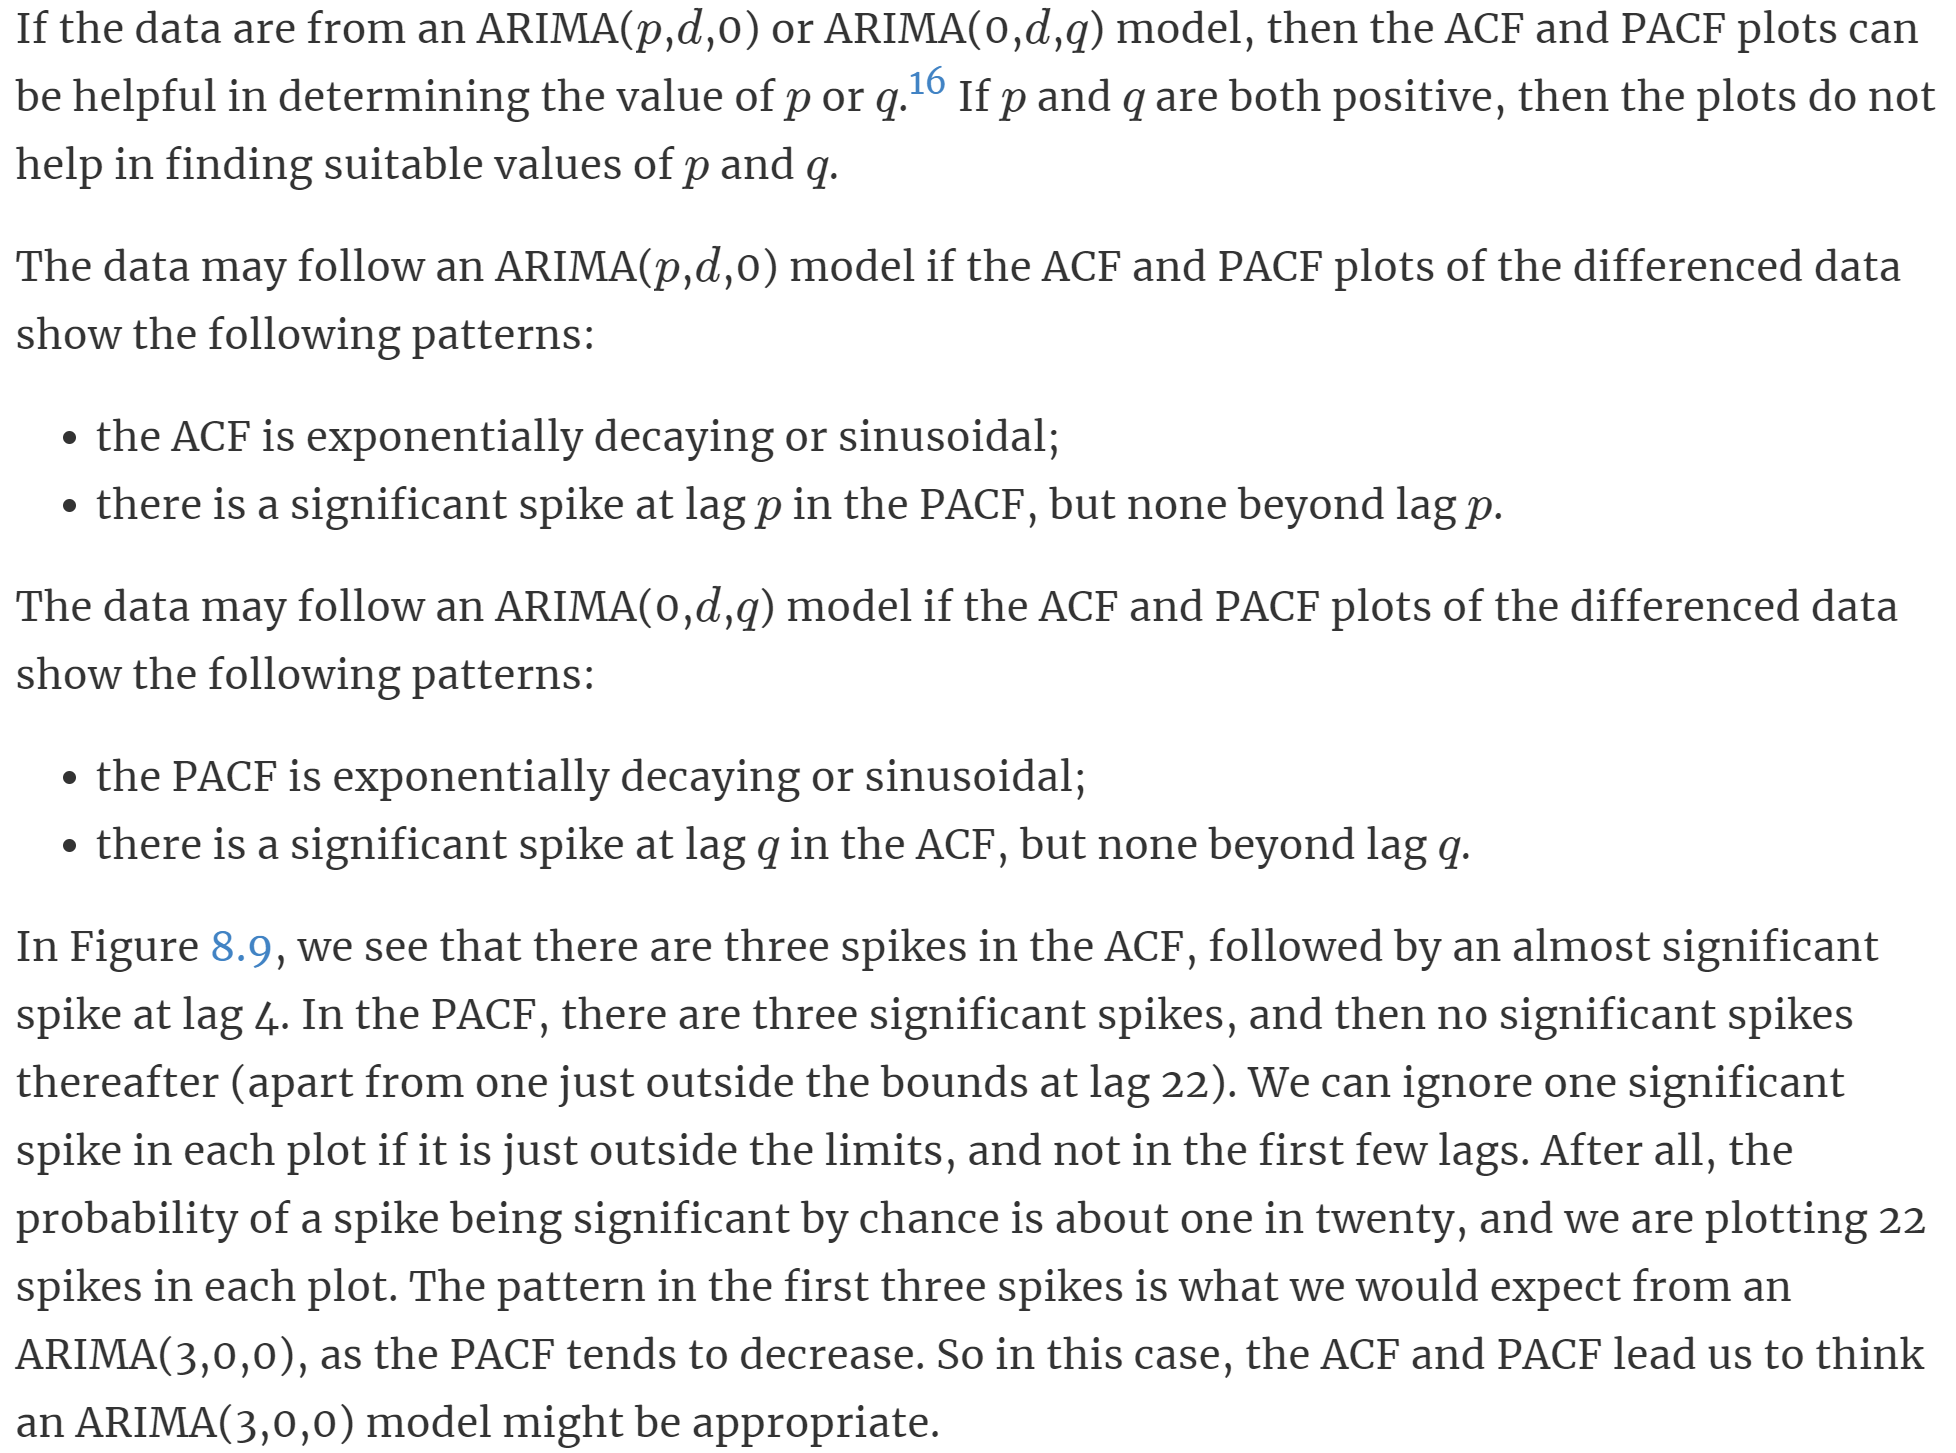 If the data are from an ARIMA(p,d,0) or ARIMA(0,d,q) model, then the ACF and PACF plots can
be helpful in determining the value of p or q.16 If p and q are both positive, then the plots do not
help in finding suitable values of p and q.
The data may follow an ARIMA(p,d,0) model if the ACF and PACF plots of the differenced data
show the following patterns:
• the ACF is exponentially decaying or sinusoidal;
• there is a significant spike at lag p in the PACF, but none beyond lag p.
The data may follow an ARIMA(0,d,q) model if the ACF and PACF plots of the differenced data
show the following patterns:
• the PACF is exponentially decaying or sinusoidal;
• there is a significant spike at lag q in the ACF, but none beyond lag q.
In Figure 8.9, we see that there are three spikes in the ACF, followed by an almost significant
spike at lag 4. In the PACF, there are three significant spikes, and then no significant spikes
thereafter (apart from one just outside the bounds at lag 22). We can ignore one significant
spike in each plot if it is just outside the limits, and not in the first few lags. After all, the
probability of a spike being significant by chance is about one in twenty, and we are plotting 22
spikes in each plot. The pattern in the first three spikes is what we would expect from an
ARIMA(3,0,0), as the PACF tends to decrease. So in this case, the ACF and PACF lead us to think
an ARIMA(3,0,0) model might be appropriate.